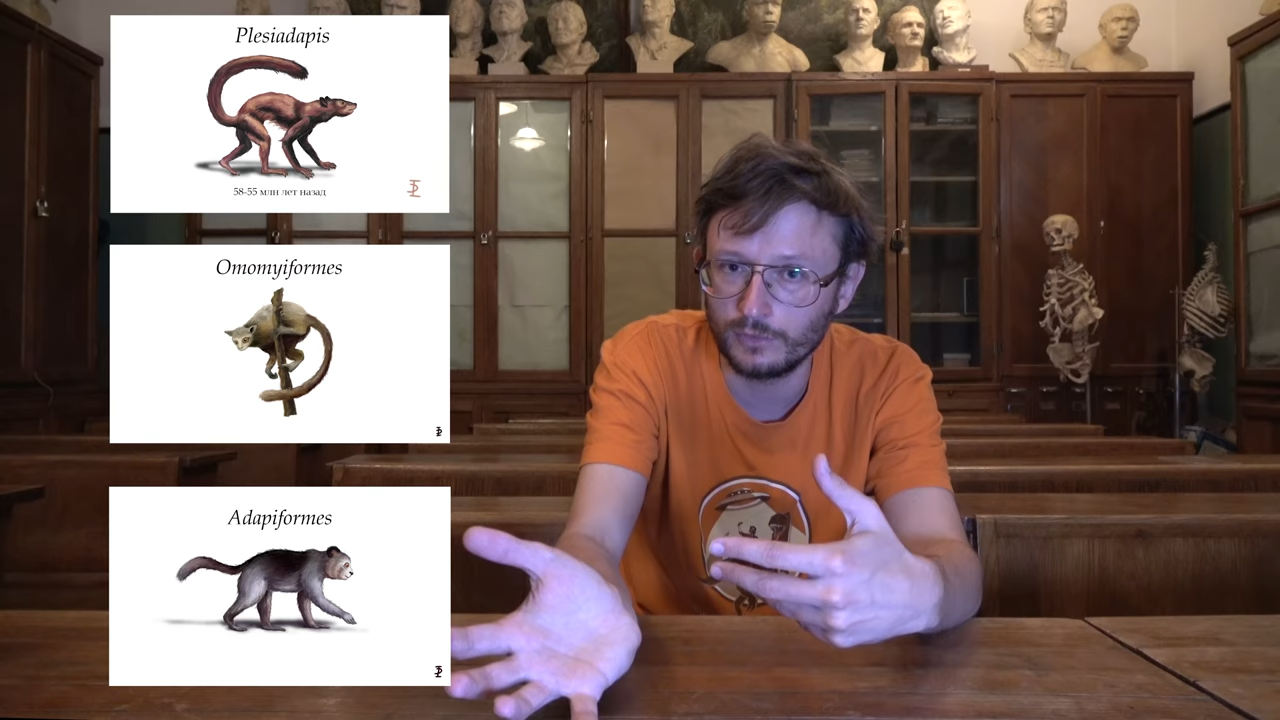 Plesiadapis
58-55 млн лет назад
Omomyiformes
Adapiformes